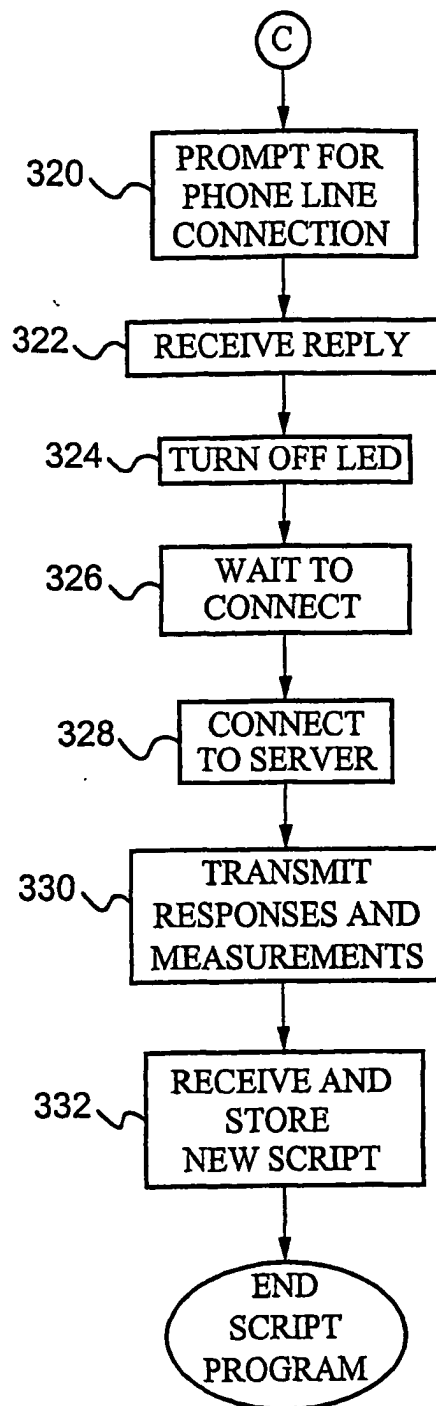 C
320
PROMPT FOR
PHONE LINE
CONNECTION
322
RECEIVE REPLY
324
TURN OFF LED
326
WAIT TO
CONNECT
328
CONNECT
TO SERVER
330
TRANSMIT
RESPONSES AND
MEASUREMENTS
332
RECEIVE AND
STORE
NEW SCRIPT
END
SCRIPT
PROGRAM